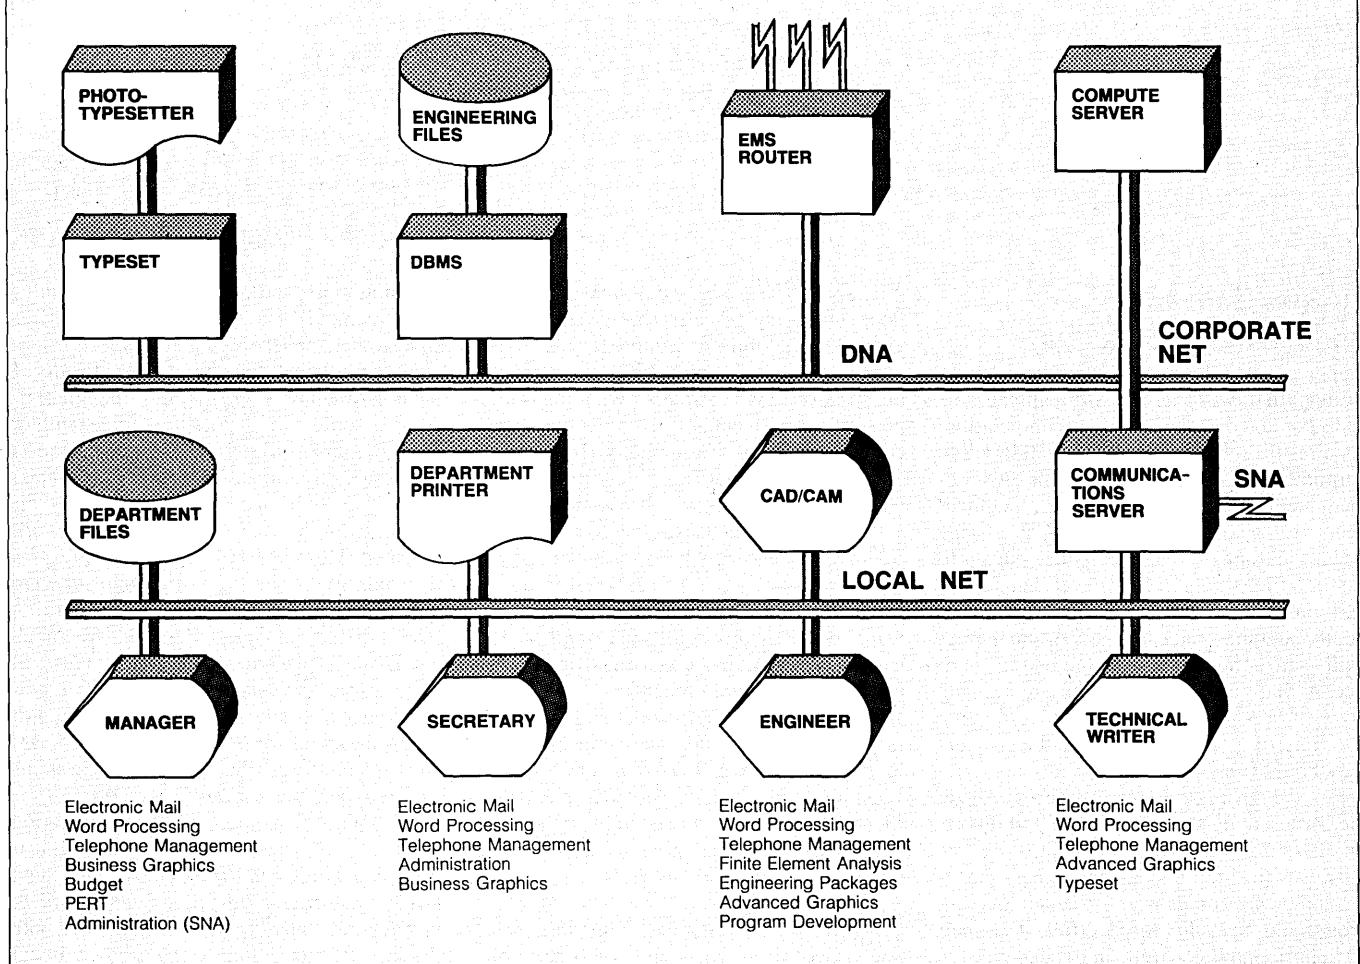 PHOTO-
TYPESETTER
ENGINEERING
FILES
EMS
ROUTER
COMPUTE
SERVER
TYPESET
DBMS
DNA
CORPORATE
NET
DEPARTMENT
FILES
DEPARTMENT
PRINTER
CAD/CAM
COMMUNICA-
TIONS
SERVER
SNA
LOCAL NET
MANAGER
SECRETARY
ENGINEER
TECHNICAL
WRITER
Electronic Mail
Word Processing
Telephone Management
Business Graphics
Budget
PERT
Administration (SNA)
Electronic Mail
Word Processing
Telephone Management
Administration
Business Graphics
Electronic Mail
Word Processing
Telephone Management
Finite Element Analysis
Engineering Packages
Advanced Graphics
Program Development
Electronic Mail
Word Processing
Telephone Management
Advanced Graphics
Typeset